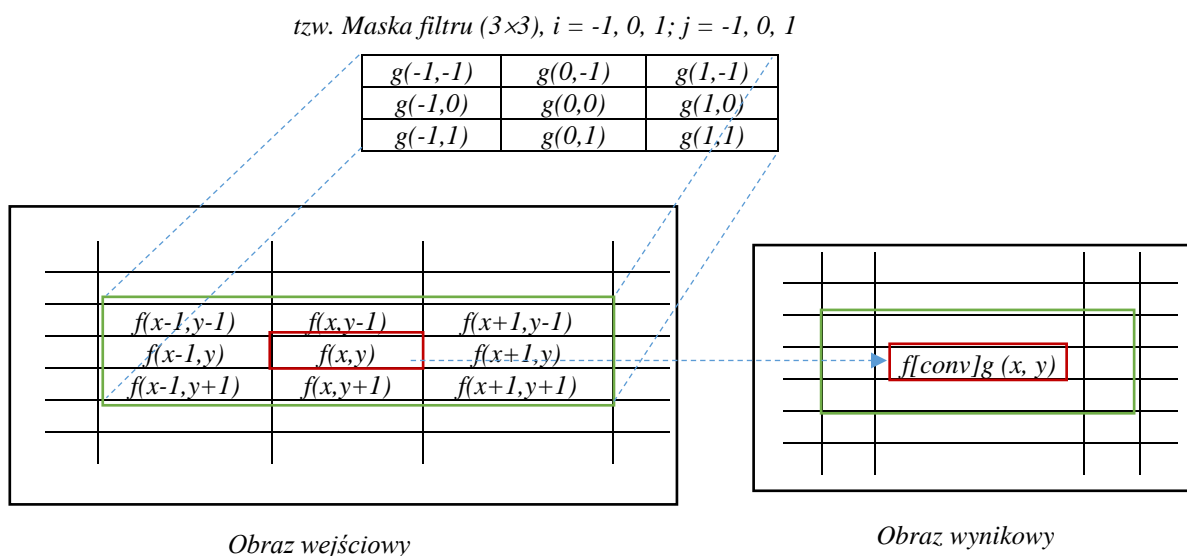 tzw. Maska filtru (3×3), i = -1, 0, 1; j = -1, 0, 1
g(-1,-1) g(0,-1) g(1,-1)
g(-1,0) g(0,0) g(1,0)
g(-1,1) g(0,1) g(1,1)
f(x-1,y-1) f(x,y-1) f(x+1,y-1)
f(x-1,y) f(x,y) f(x+1,y)
f(x-1,y+1) f(x,y+1) f(x+1,y+1)
f[conv]g (x, y)
Obraz wejściowy
Obraz wynikowy